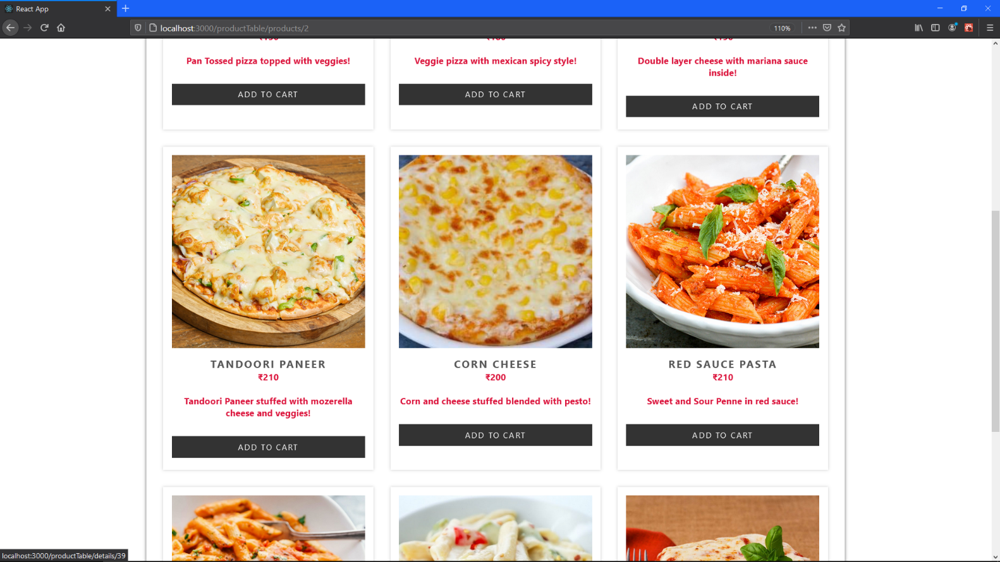 React App
localhost:3000/productTable/products/2
110%
Pan Tossed pizza topped with veggies!
ADD TO CART
Veggie pizza with mexican spicy style!
ADD TO CART
Double layer cheese with mariana sauce
inside!
ADD TO CART
TANDOORI PANEER
₹210
Tandoori Paneer stuffed with mozerella
cheese and veggies!
ADD TO CART
CORN CHEESE
₹200
Corn and cheese stuffed blended with pesto!
ADD TO CART
RED SAUCE PASTA
₹210
Sweet and Sour Penne in red sauce!
ADD TO CART
localhost:3000/productTable/details/39